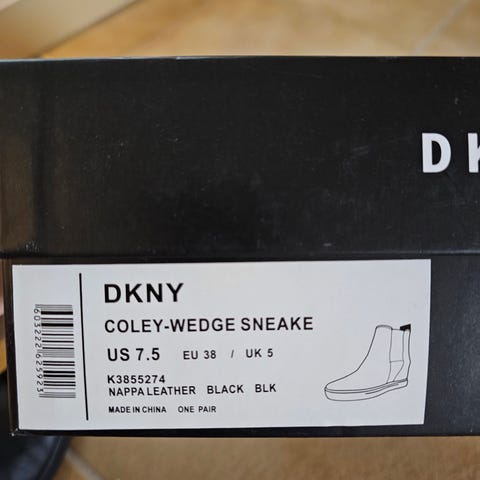 DK
DKNY
COLEY-WEDGE SNEAKE
US 7.5 EU 38 / UK 5
K3855274
NAPPA LEATHER BLACK BLK
MADE IN CHINA ONE PAIR
603222625923